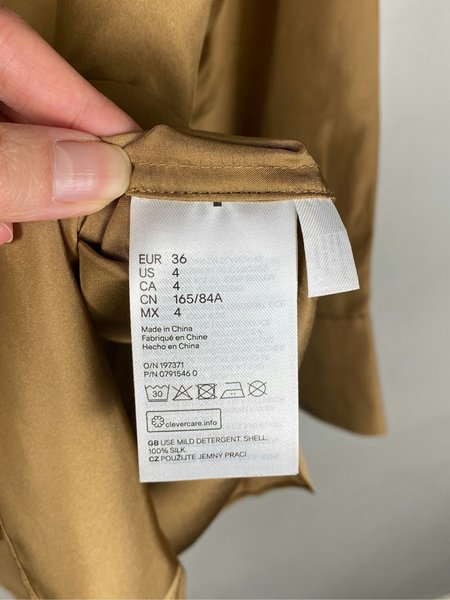 EUR 36
US 4
CA 4
CN 165/84A
MX 4
Made in China
Fabriqué en Chine
Hecho en China
O/N 197371
P/N 0791546 0
30
clevercare.info
GB USE MILD DETERGENT. SHELL:
100% SILK.
CZ POUŽIJTE JEMNÝ PRACÍ